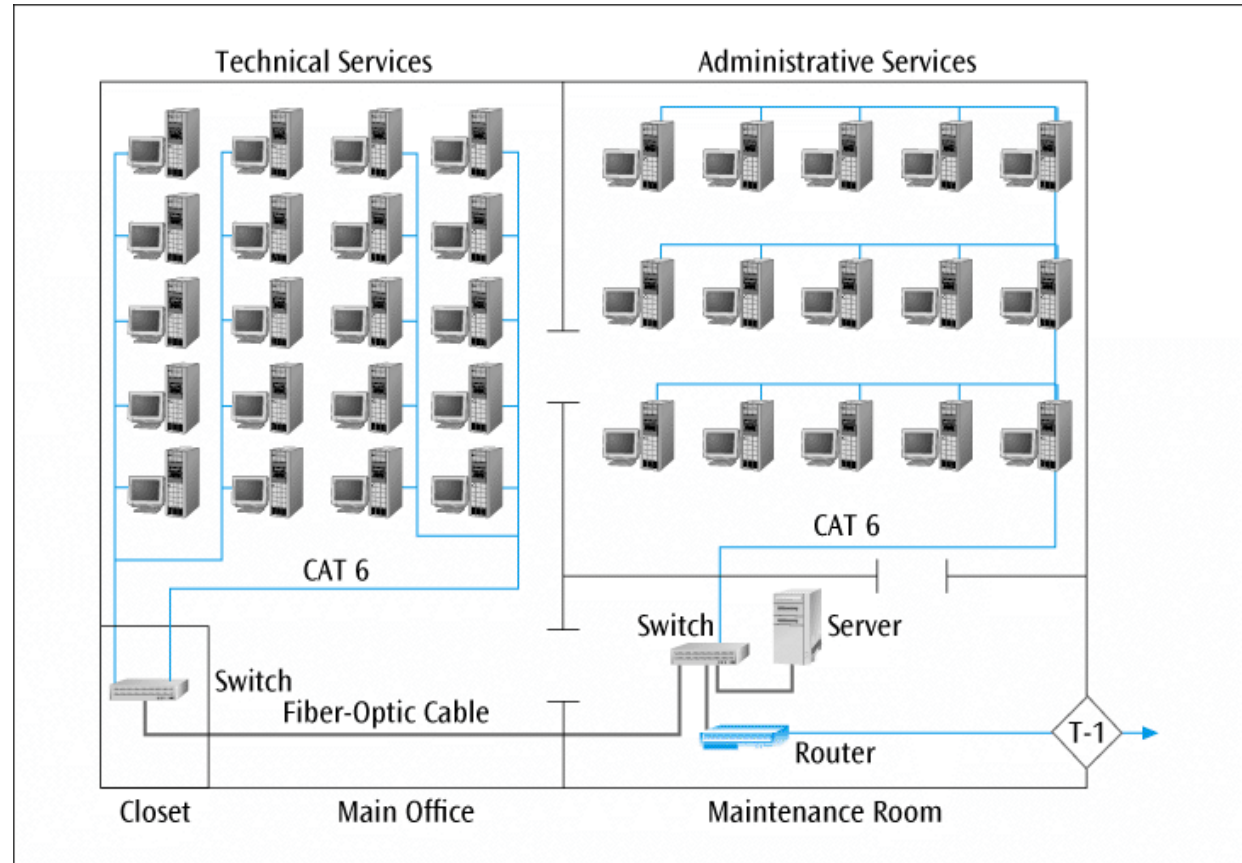 Technical Services
Administrative Services
CAT 6
CAT 6
Switch
Server
Switch
Fiber-Optic Cable
T-1
Router
Closet
Main Office
Maintenance Room